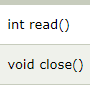 int read()
void close()